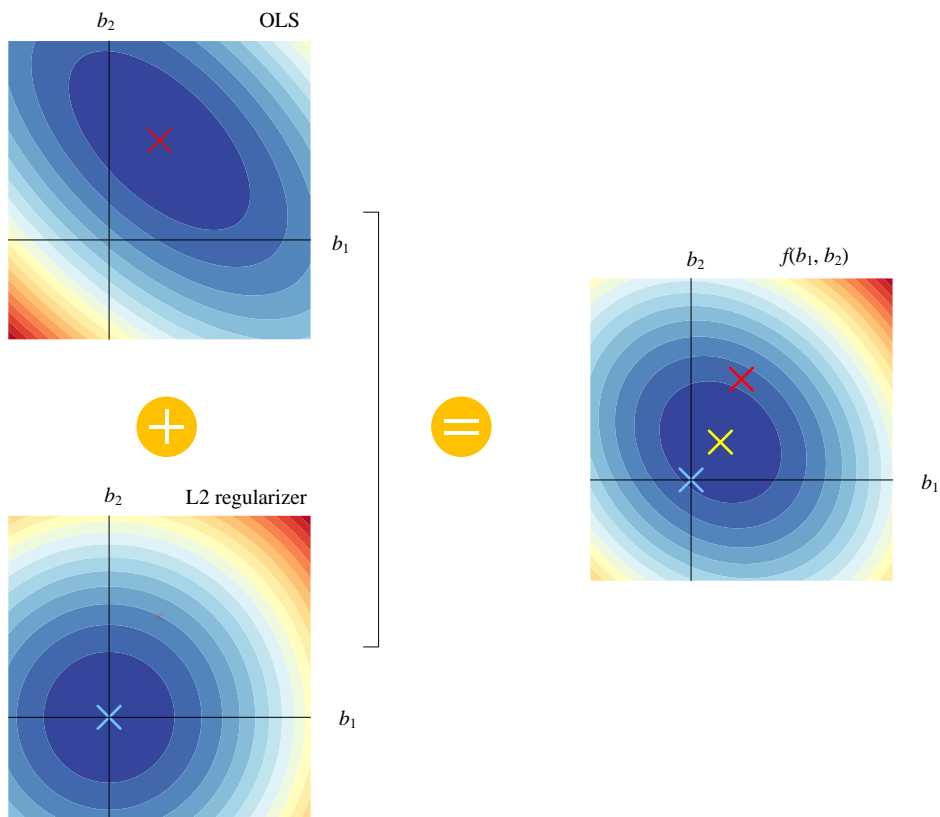 b₂ OLS
b₁
b₂ f(b₁, b₂)
b₁
b₂ L2 regularizer
b₁